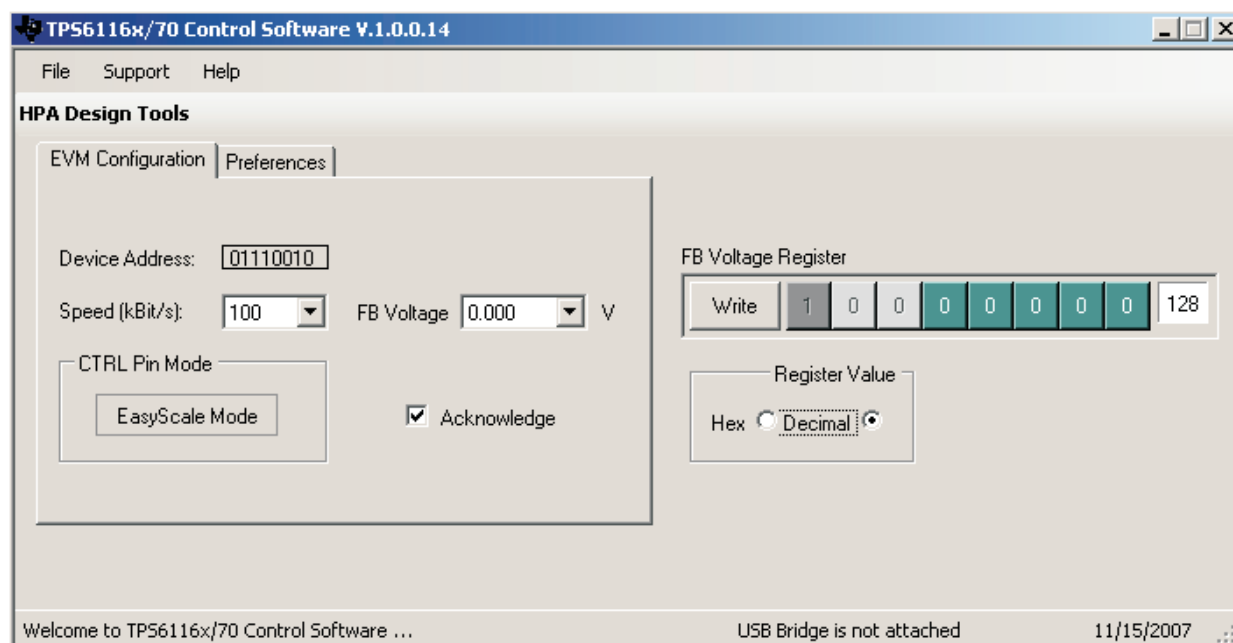 TPS6116x/70 Control Software V.1.0.0.14
File Support Help
HPA Design Tools
EVM Configuration Preferences
Device Address: 01110010
Speed (kBit/s): 100 FB Voltage 0.000 V
CTRL Pin Mode
EasyScale Mode
Acknowledge
FB Voltage Register
Write 1 0 0 0 0 0 0 0 128
Register Value
Hex Decimal
Welcome to TPS6116x/70 Control Software ... USB Bridge is not attached 11/15/2007